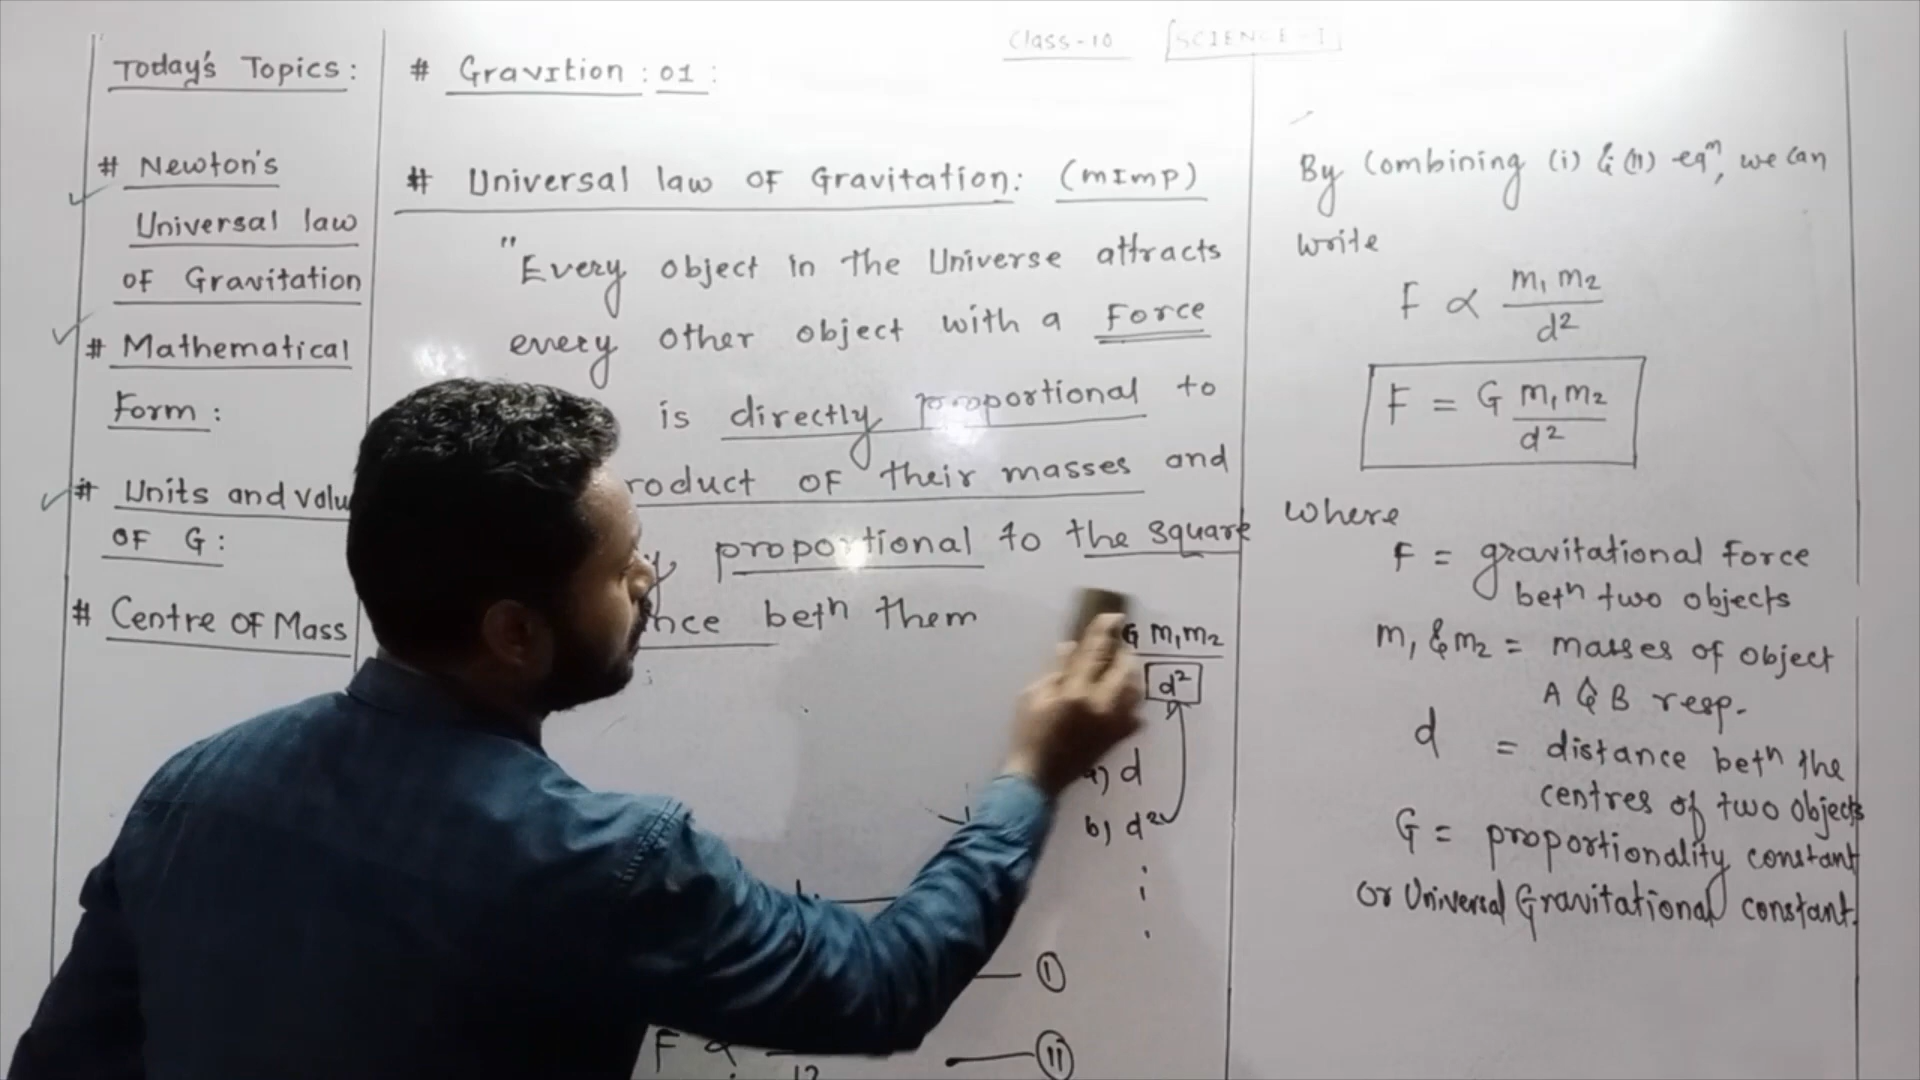 Class-10 SCIENCE-I
Today's Topics:
# Newton's
Universal law
of Gravitation
# Mathematical
Form:
# Units and valu
OF G:
# Centre OF Mass
# Gravition: 01:
# Universal law OF Gravitation: (mImp)
"Every object in the Universe attracts
every other object with a Force
is directly proportional to
roduct OF their masses and
y proportional to the square
nce betn them
G m1m2
d²
a) d
b) d²
I
F ∝
II
By Combining (i) & (ii) eqn, we can
write
F ∝ m1 m2
d²
F = G m1m2
d²
where
F = gravitational Force
betn two objects
m1 & m2 = masses of object
A & B resp.
d = distance betn the
centres of two objects
G = proportionality constant
or Universal Gravitational constant.